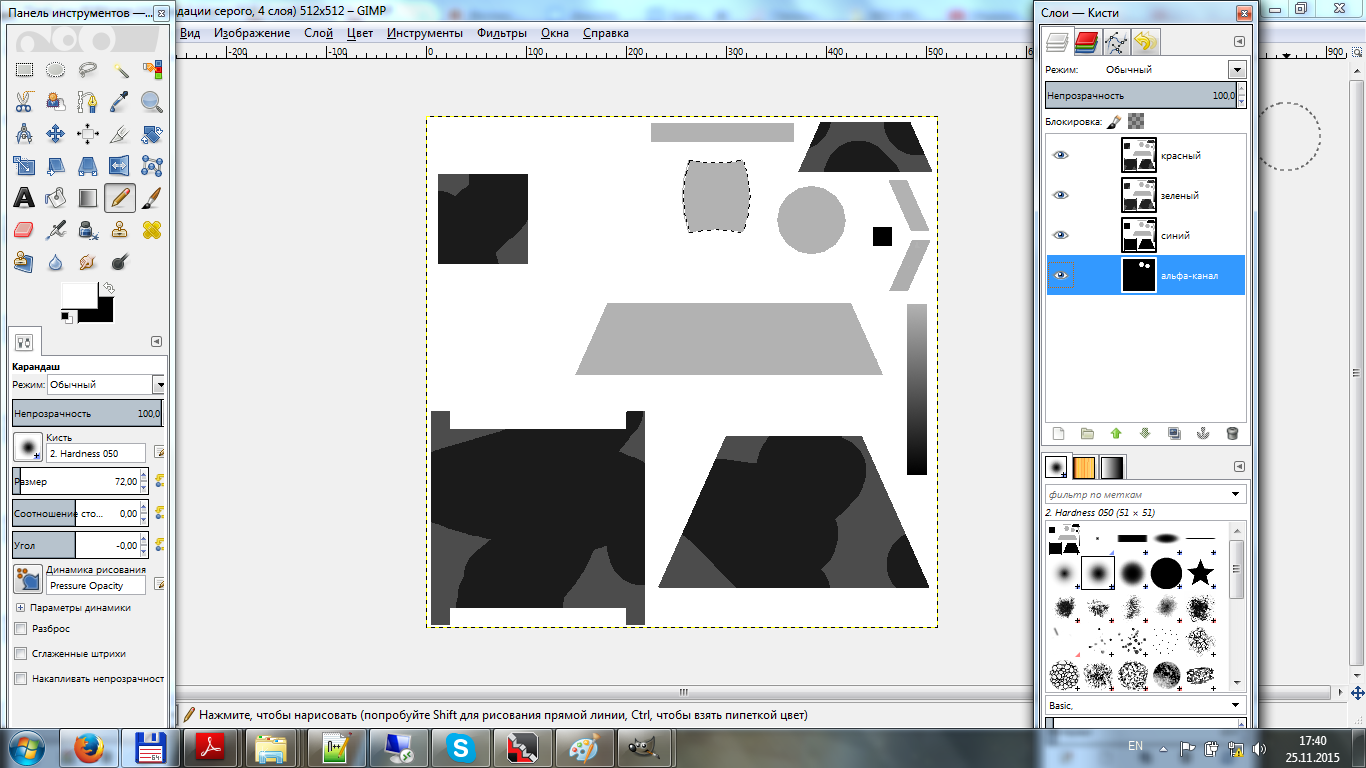 Панель инструментов —...
дации серого, 4 слоя) 512x512 – GIMP
Вид Изображение Слой Цвет Инструменты Фильтры Окна Справка
-200 -100 0 100 200 300 400 500 900
Карандаш
Режим: Обычный
Непрозрачность 100,0
Кисть
2. Hardness 050
Размер 72,00
Соотношение сто... 0,00
Угол -0,00
Динамика рисования
Pressure Opacity
Параметры динамики
Разброс
Сглаженные штрихи
Накапливать непрозрачност
Нажмите, чтобы нарисовать (попробуйте Shift для рисования прямой линии, Ctrl, чтобы взять пипеткой цвет)
Слои — Кисти
Режим: Обычный
Непрозрачность 100,0
Блокировка:
красный
зеленый
синий
альфа-канал
фильтр по меткам
2. Hardness 050 (51 × 51)
Basic,
EN
17:40
25.11.2015